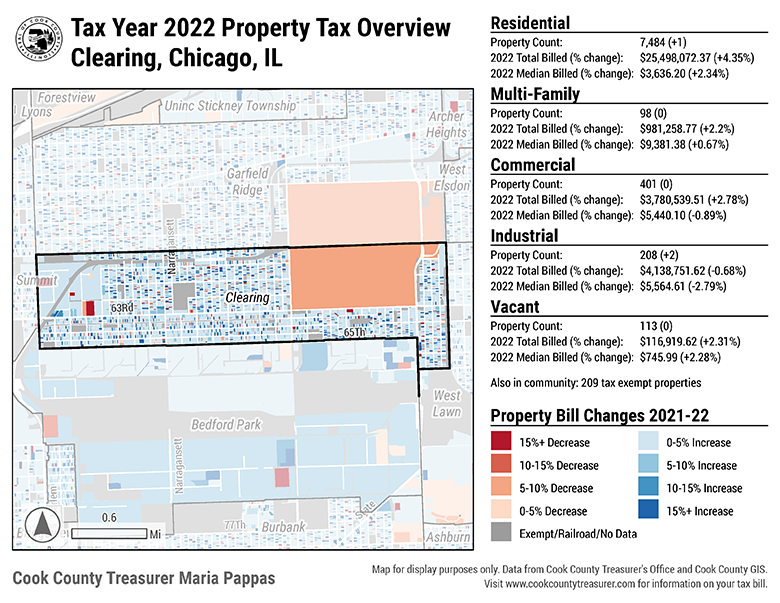 Tax Year 2022 Property Tax Overview
Clearing, Chicago, IL
Forestview
Lyons
Uninc Stickney Township
Archer
Heights
Garfield
Ridge
West
Elsdon
Narragansett
Summit
63Rd
Clearing
65Th
West
Lawn
Bedford Park
Narragansett
77Th
Burbank
State
Ashburn
0.6
Mi
Residential
Property Count: 7,484 (+1)
2022 Total Billed (% change): $25,498,072.37 (+4.35%)
2022 Median Billed (% change): $3,636.20 (+2.34%)
Multi-Family
Property Count: 98 (0)
2022 Total Billed (% change): $981,258.77 (+2.2%)
2022 Median Billed (% change): $9,381.38 (+0.67%)
Commercial
Property Count: 401 (0)
2022 Total Billed (% change): $3,780,539.51 (+2.78%)
2022 Median Billed (% change): $5,440.10 (-0.89%)
Industrial
Property Count: 208 (+2)
2022 Total Billed (% change): $4,138,751.62 (-0.68%)
2022 Median Billed (% change): $5,564.61 (-2.79%)
Vacant
Property Count: 113 (0)
2022 Total Billed (% change): $116,919.62 (+2.31%)
2022 Median Billed (% change): $745.99 (+2.28%)
Also in community: 209 tax exempt properties
Property Bill Changes 2021-22
15%+ Decrease
10-15% Decrease
5-10% Decrease
0-5% Decrease
0-5% Increase
5-10% Increase
10-15% Increase
15%+ Increase
Exempt/Railroad/No Data
Cook County Treasurer Maria Pappas
Map for display purposes only. Data from Cook County Treasurer's Office and Cook County GIS.
Visit www.cookcountytreasurer.com for information on your tax bill.